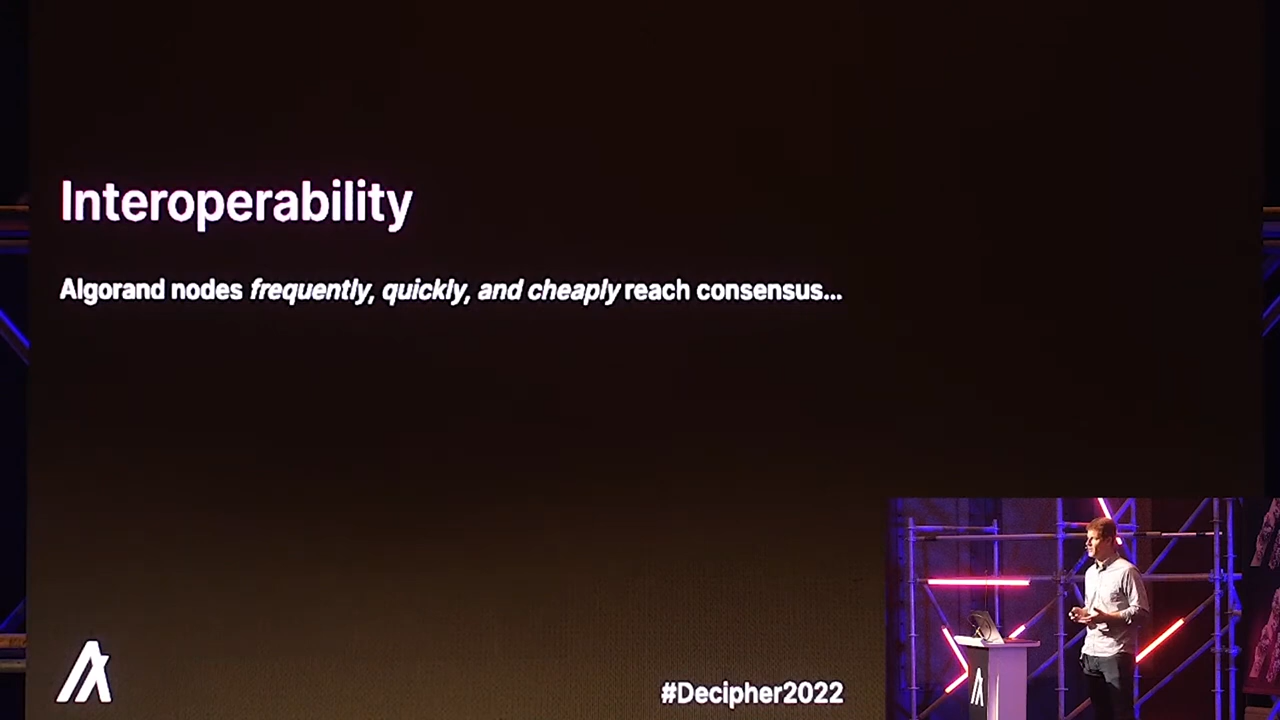 Interoperability
Algorand nodes frequently, quickly, and cheaply reach consensus...
#Decipher2022